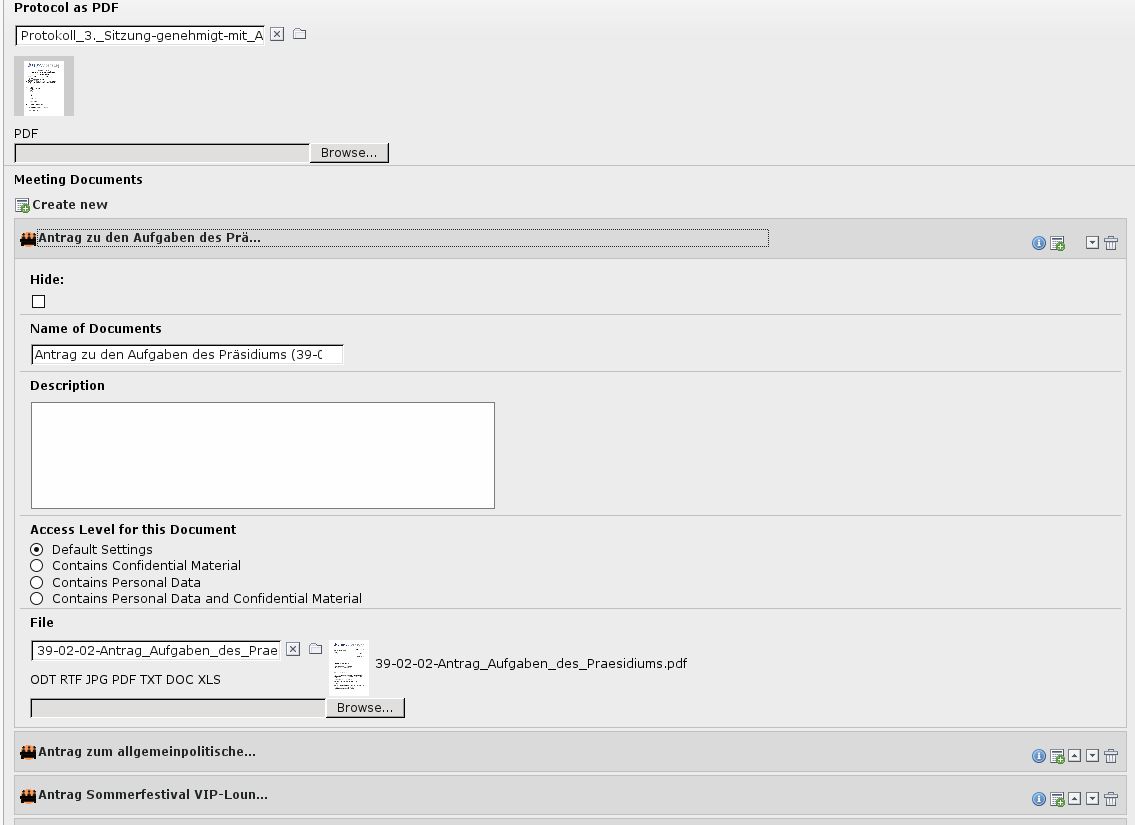 Protocol as PDF
Protokoll_3._Sitzung-genehmigt-mit_A
PDF
Browse...
Meeting Documents
Create new
Antrag zu den Aufgaben des Prä...
Hide:
Name of Documents
Antrag zu den Aufgaben des Präsidiums (39-0
Description
Access Level for this Document
Default Settings
Contains Confidential Material
Contains Personal Data
Contains Personal Data and Confidential Material
File
39-02-02-Antrag_Aufgaben_des_Prae
39-02-02-Antrag_Aufgaben_des_Praesidiums.pdf
ODT RTF JPG PDF TXT DOC XLS
Browse...
Antrag zum allgemeinpolitische...
Antrag Sommerfestival VIP-Loun...